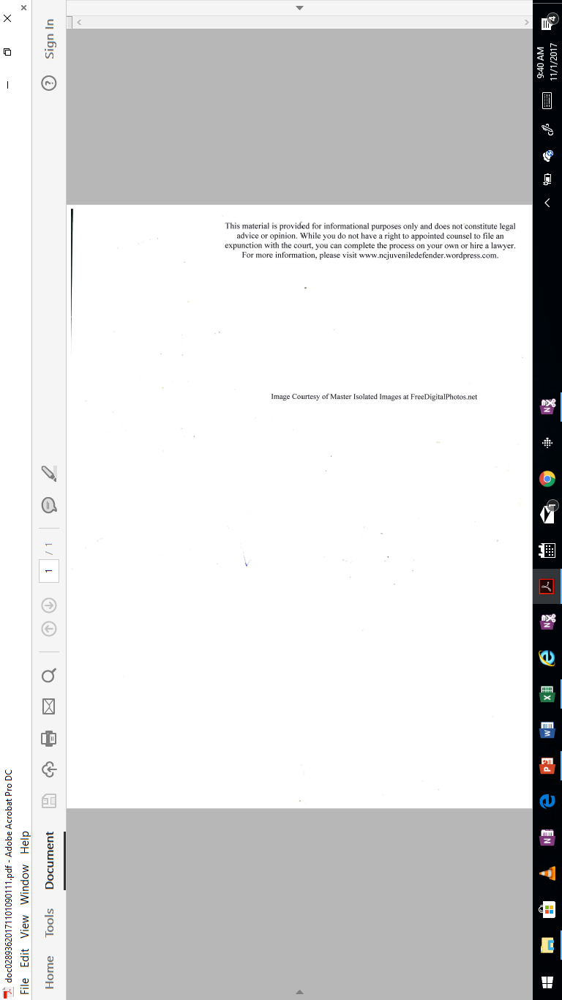 doc02893620171101090111.pdf - Adobe Acrobat Pro DC
File Edit View Window Help
Home Tools Document
1 / 1
Sign In
This material is provided for informational purposes only and does not constitute legal
advice or opinion. While you do not have a right to appointed counsel to file an
expunction with the court, you can complete the process on your own or hire a lawyer.
For more information, please visit www.ncjuveniledefender.wordpress.com.
Image Courtesy of Master Isolated Images at FreeDigitalPhotos.net
1
9:40 AM
11/1/2017
4